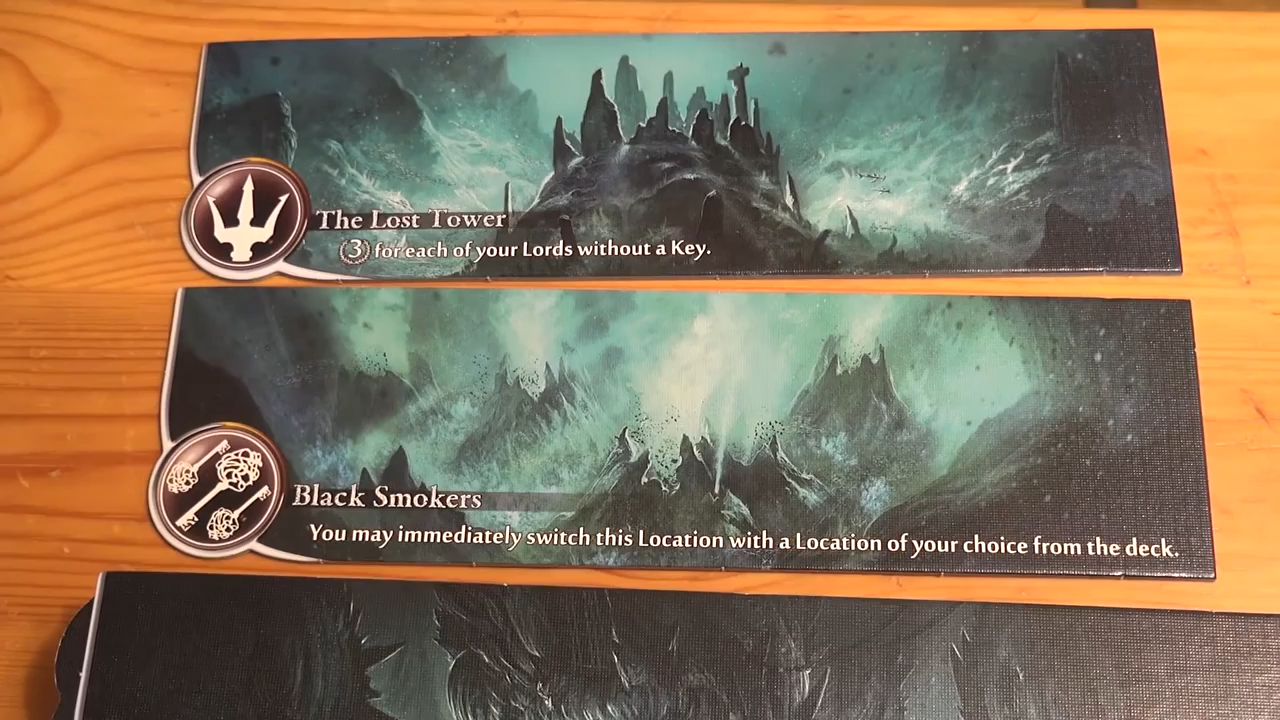 The Lost Tower
3 for each of your Lords without a Key.
Black Smokers
You may immediately switch this Location with a Location of your choice from the deck.